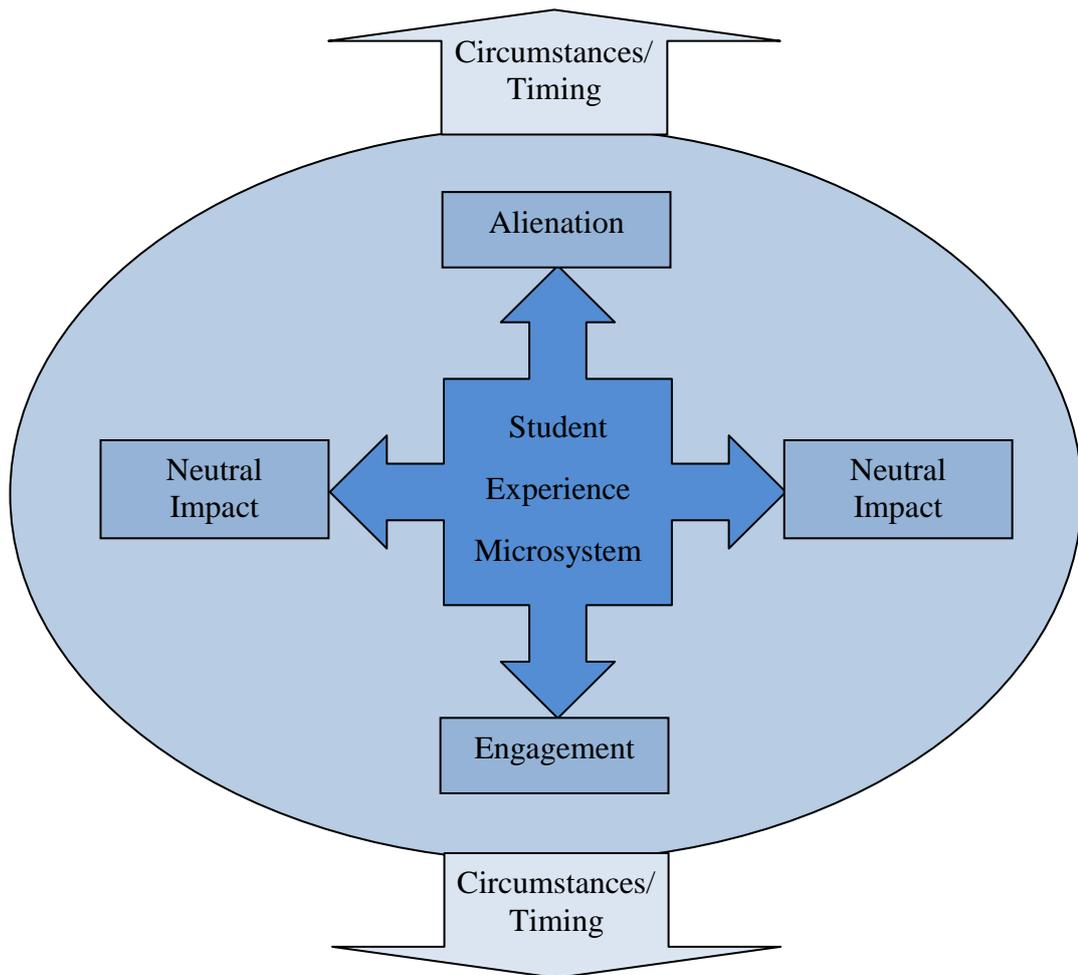 Circumstances/
Timing
Alienation
Neutral
Impact
Student
Experience
Microsystem
Neutral
Impact
Engagement
Circumstances/
Timing